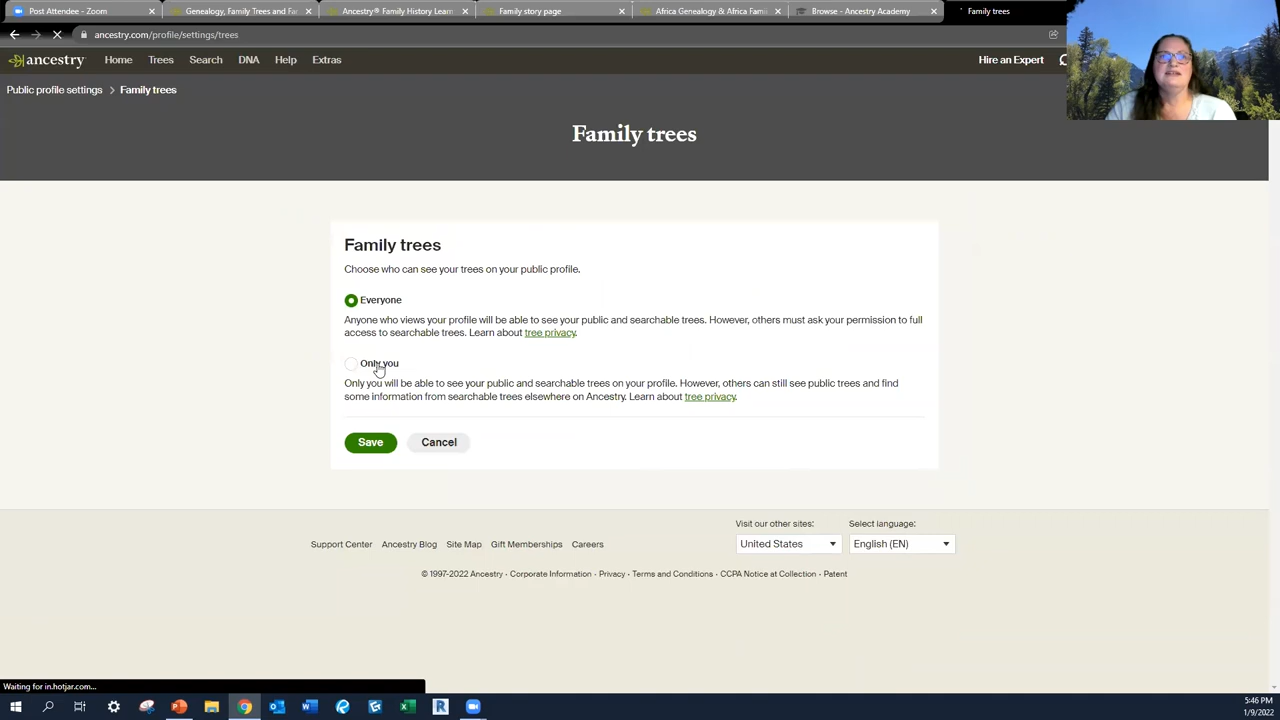 Post Attendee - Zoom
Genealogy, Family Trees and Fa
Ancestry® Family History Learn
Family story page
Africa Genealogy & Africa Famil
Browse - Ancestry Academy
Family trees
ancestry.com/profile/settings/trees
ancestry
Home
Trees
Search
DNA
Help
Extras
Hire an Expert
Public profile settings > Family trees
Family trees
Family trees
Choose who can see your trees on your public profile.
Everyone
Anyone who views your profile will be able to see your public and searchable trees. However, others must ask your permission to full
access to searchable trees. Learn about tree privacy.
Only you
Only you will be able to see your public and searchable trees on your profile. However, others can still see public trees and find
some information from searchable trees elsewhere on Ancestry. Learn about tree privacy.
Save
Cancel
Visit our other sites:
Select language:
Support Center
Ancestry Blog
Site Map
Gift Memberships
Careers
United States
English (EN)
© 1997-2022 Ancestry · Corporate Information · Privacy · Terms and Conditions · CCPA Notice at Collection · Patent
Waiting for in.hotjar.com...
5:46 PM
1/9/2022